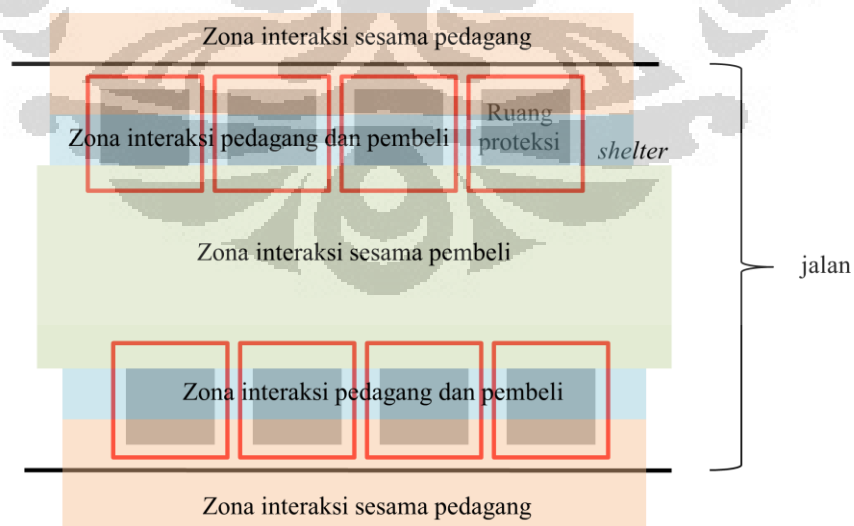 Zona interaksi sesama pedagang
Ruang
proteksi
Zona interaksi pedagang dan pembeli
shelter
Zona interaksi sesama pembeli
jalan
Zona interaksi pedagang dan pembeli
Zona interaksi sesama pedagang